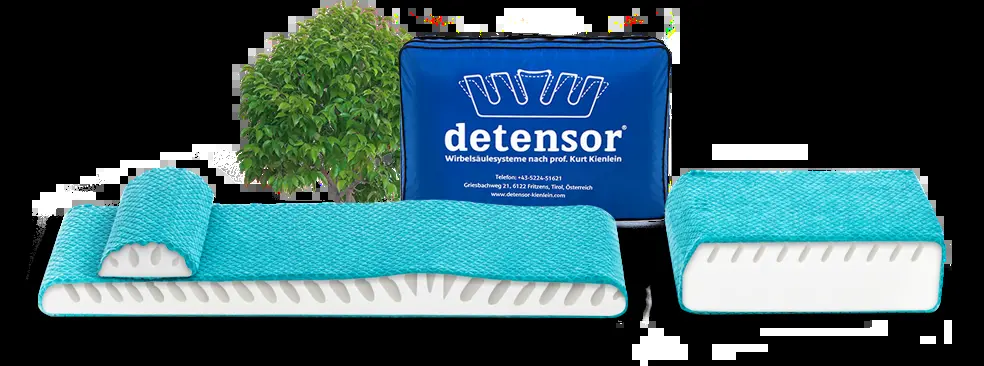 detensor®
Wirbelsäulesysteme nach prof. Kurt Kienlein
Telefon: +43-5224-51621
Griesbachweg 21, 6122 Fritzens, Tirol, Österreich
www.detensor-kienlein.com